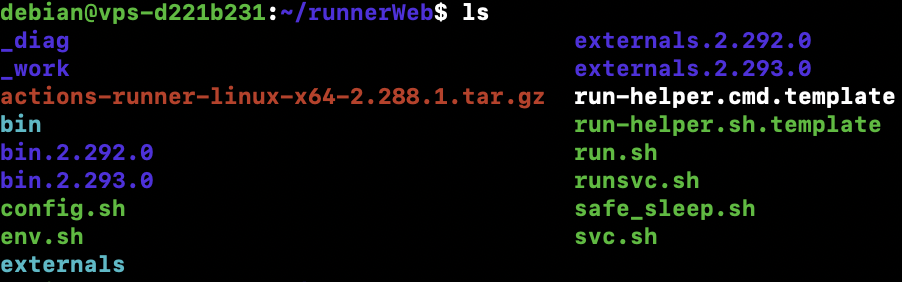 debian@vps-d221b231:~/runnerWeb$ ls
_diag externals.2.292.0
_work externals.2.293.0
actions-runner-linux-x64-2.288.1.tar.gz run-helper.cmd.template
bin run-helper.sh.template
bin.2.292.0 run.sh
bin.2.293.0 runsvc.sh
config.sh safe_sleep.sh
env.sh svc.sh
externals